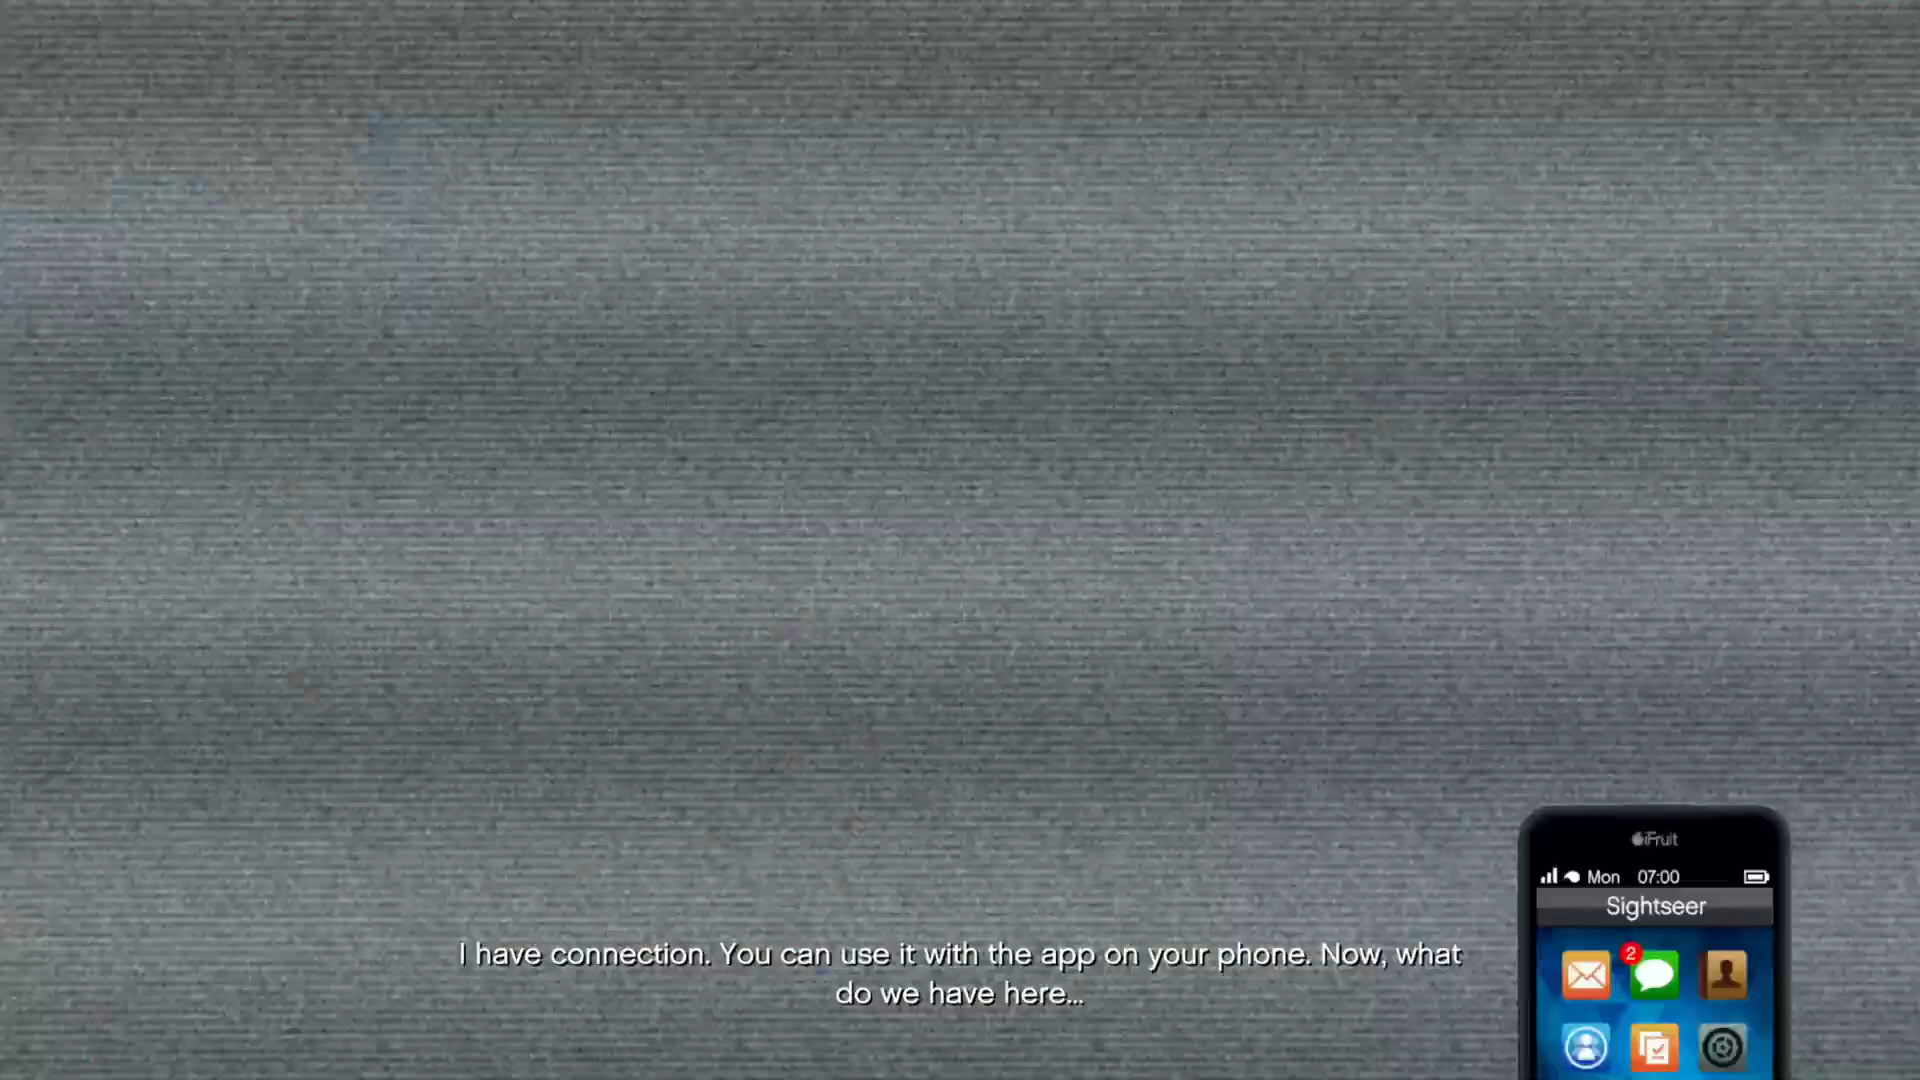 iFruit
Mon 07:00
Sightseer
2
I have connection. You can use it with the app on your phone. Now, what
do we have here...